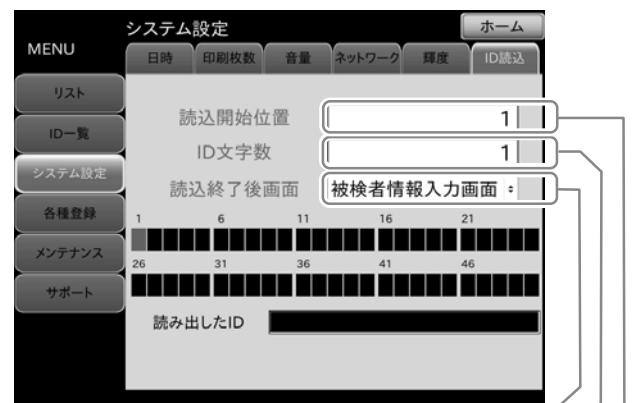 システム設定
ホーム
MENU
日時 印刷枚数 音量 ネットワーク 輝度 ID読込
リスト
ID一覧
システム設定
各種登録
メンテナンス
サポート
読込開始位置 1
ID文字数 1
読込終了後画面 被検者情報入力画面
1 6 11 16 21
26 31 36 41 46
読み出したID